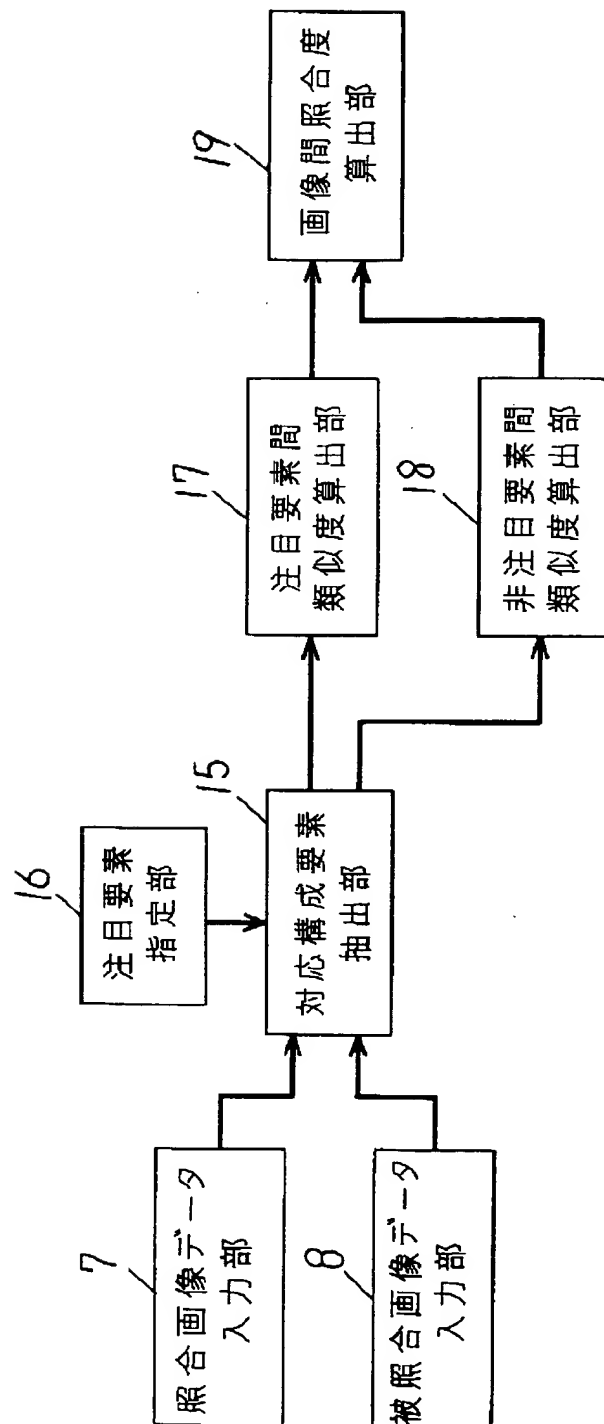 7
照合画像データ
入力部
8
被照合画像データ
入力部
16
注目要素
指定部
15
対応構成要素
抽出部
17
注目要素間
類似度算出部
18
非注目要素間
類似度算出部
19
画像間照合度
算出部